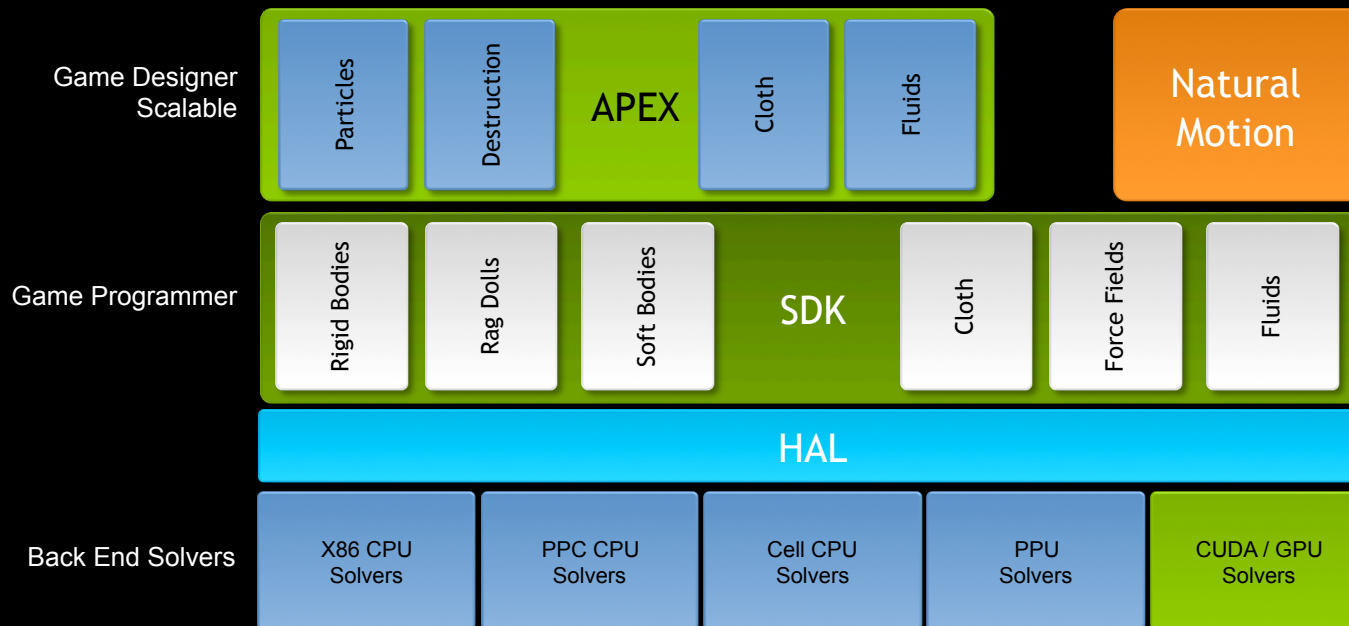 Game Designer
Scalable
Particles
Destruction
APEX
Cloth
Fluids
Natural
Motion
Game Programmer
Rigid Bodies
Rag Dolls
Soft Bodies
SDK
Cloth
Force Fields
Fluids
HAL
Back End Solvers
X86 CPU
Solvers
PPC CPU
Solvers
Cell CPU
Solvers
PPU
Solvers
CUDA / GPU
Solvers